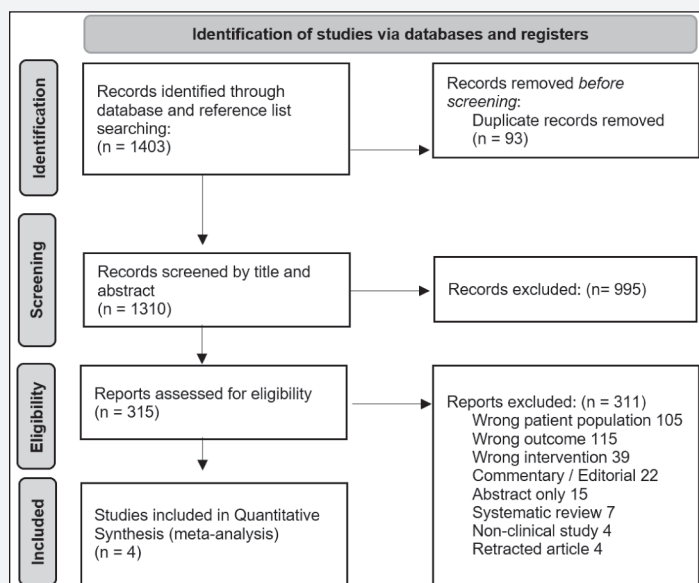 Identification of studies via databases and registers
Identification
Records identified through
database and reference list
searching:
(n = 1403)
Records removed before
screening:
Duplicate records removed
(n = 93)
Screening
Records screened by title and
abstract
(n = 1310)
Records excluded: (n= 995)
Eligibility
Reports assessed for eligibility
(n = 315)
Reports excluded: (n = 311)
Wrong patient population 105
Wrong outcome 115
Wrong intervention 39
Commentary / Editorial 22
Abstract only 15
Systematic review 7
Non-clinical study 4
Retracted article 4
Included
Studies included in Quantitative
Synthesis (meta-analysis)
(n = 4)